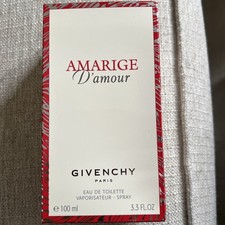 AMARIGE
D'amour
GIVENCHY
PARIS
EAU DE TOILETTE
VAPORISATEUR - SPRAY
℮ 100 ml 3.3 FL.OZ